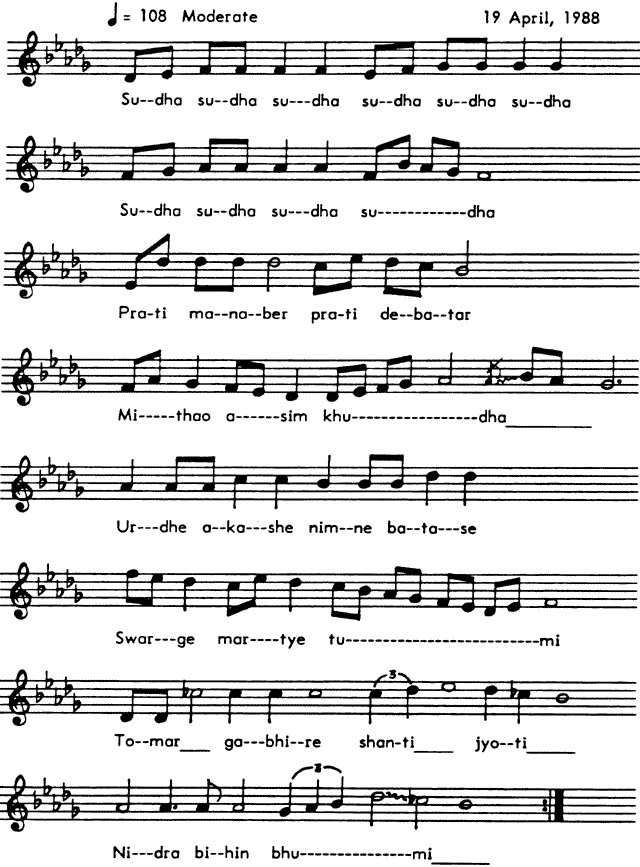 ♩ = 108 Moderate 19 April, 1988
Su--dha su--dha su---dha su--dha su--dha su--dha
Su--dha su--dha su---dha su------------dha
Pra-ti ma--na--ber pra-ti de--ba--tar
Mi-----thao a------sim khu----------------dha__________
Ur---dhe a--ka---she nim--ne ba--ta---se
3
Swar---ge mar----tye tu--------------------------mi
3
To--mar___ ga---bhi--re shan-ti____ jyo--ti_____
Ni---dra bi--hin bhu---------------mi______